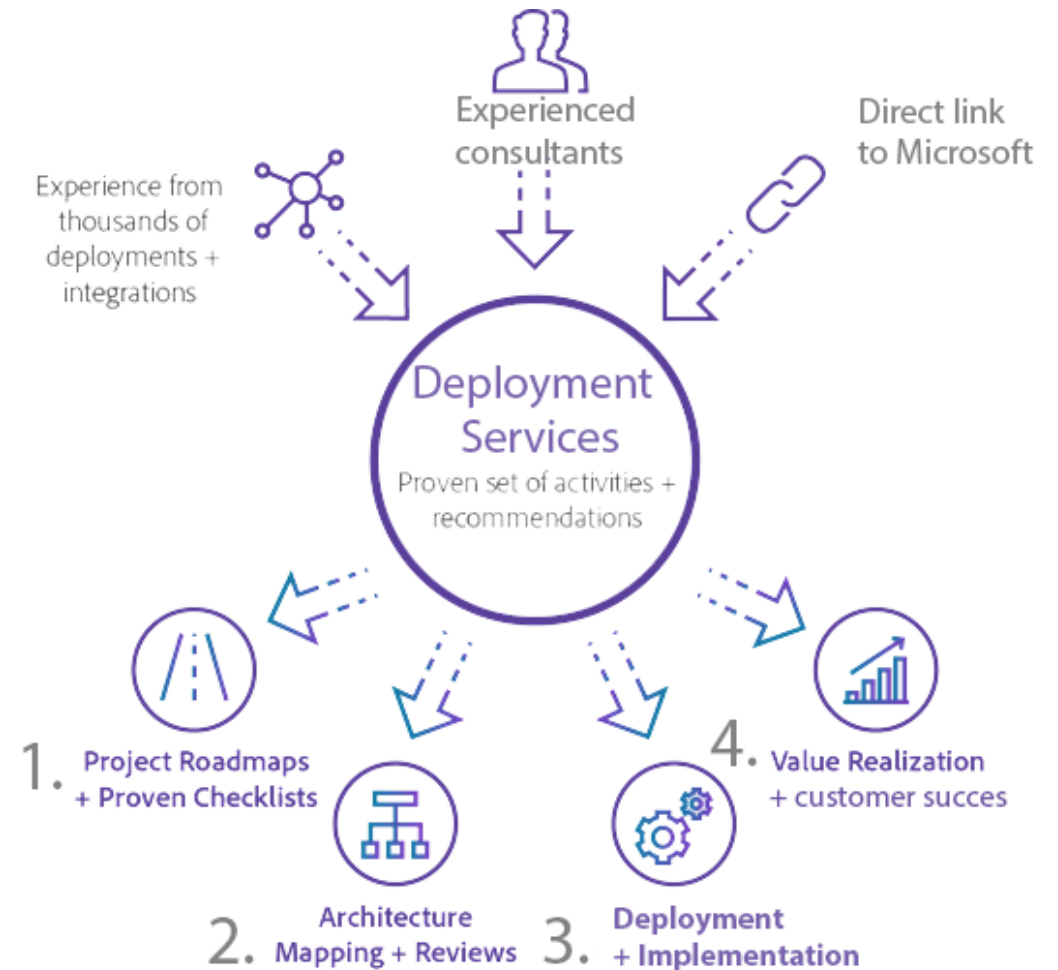 Experienced
consultants
Direct link
to Microsoft
Experience from
thousands of
deployments +
integrations
Deployment
Services
Proven set of activities +
recommendations
1. Project Roadmaps
+ Proven Checklists
2. Architecture
Mapping + Reviews
3. Deployment
+ Implementation
4. Value Realization
+ customer succes